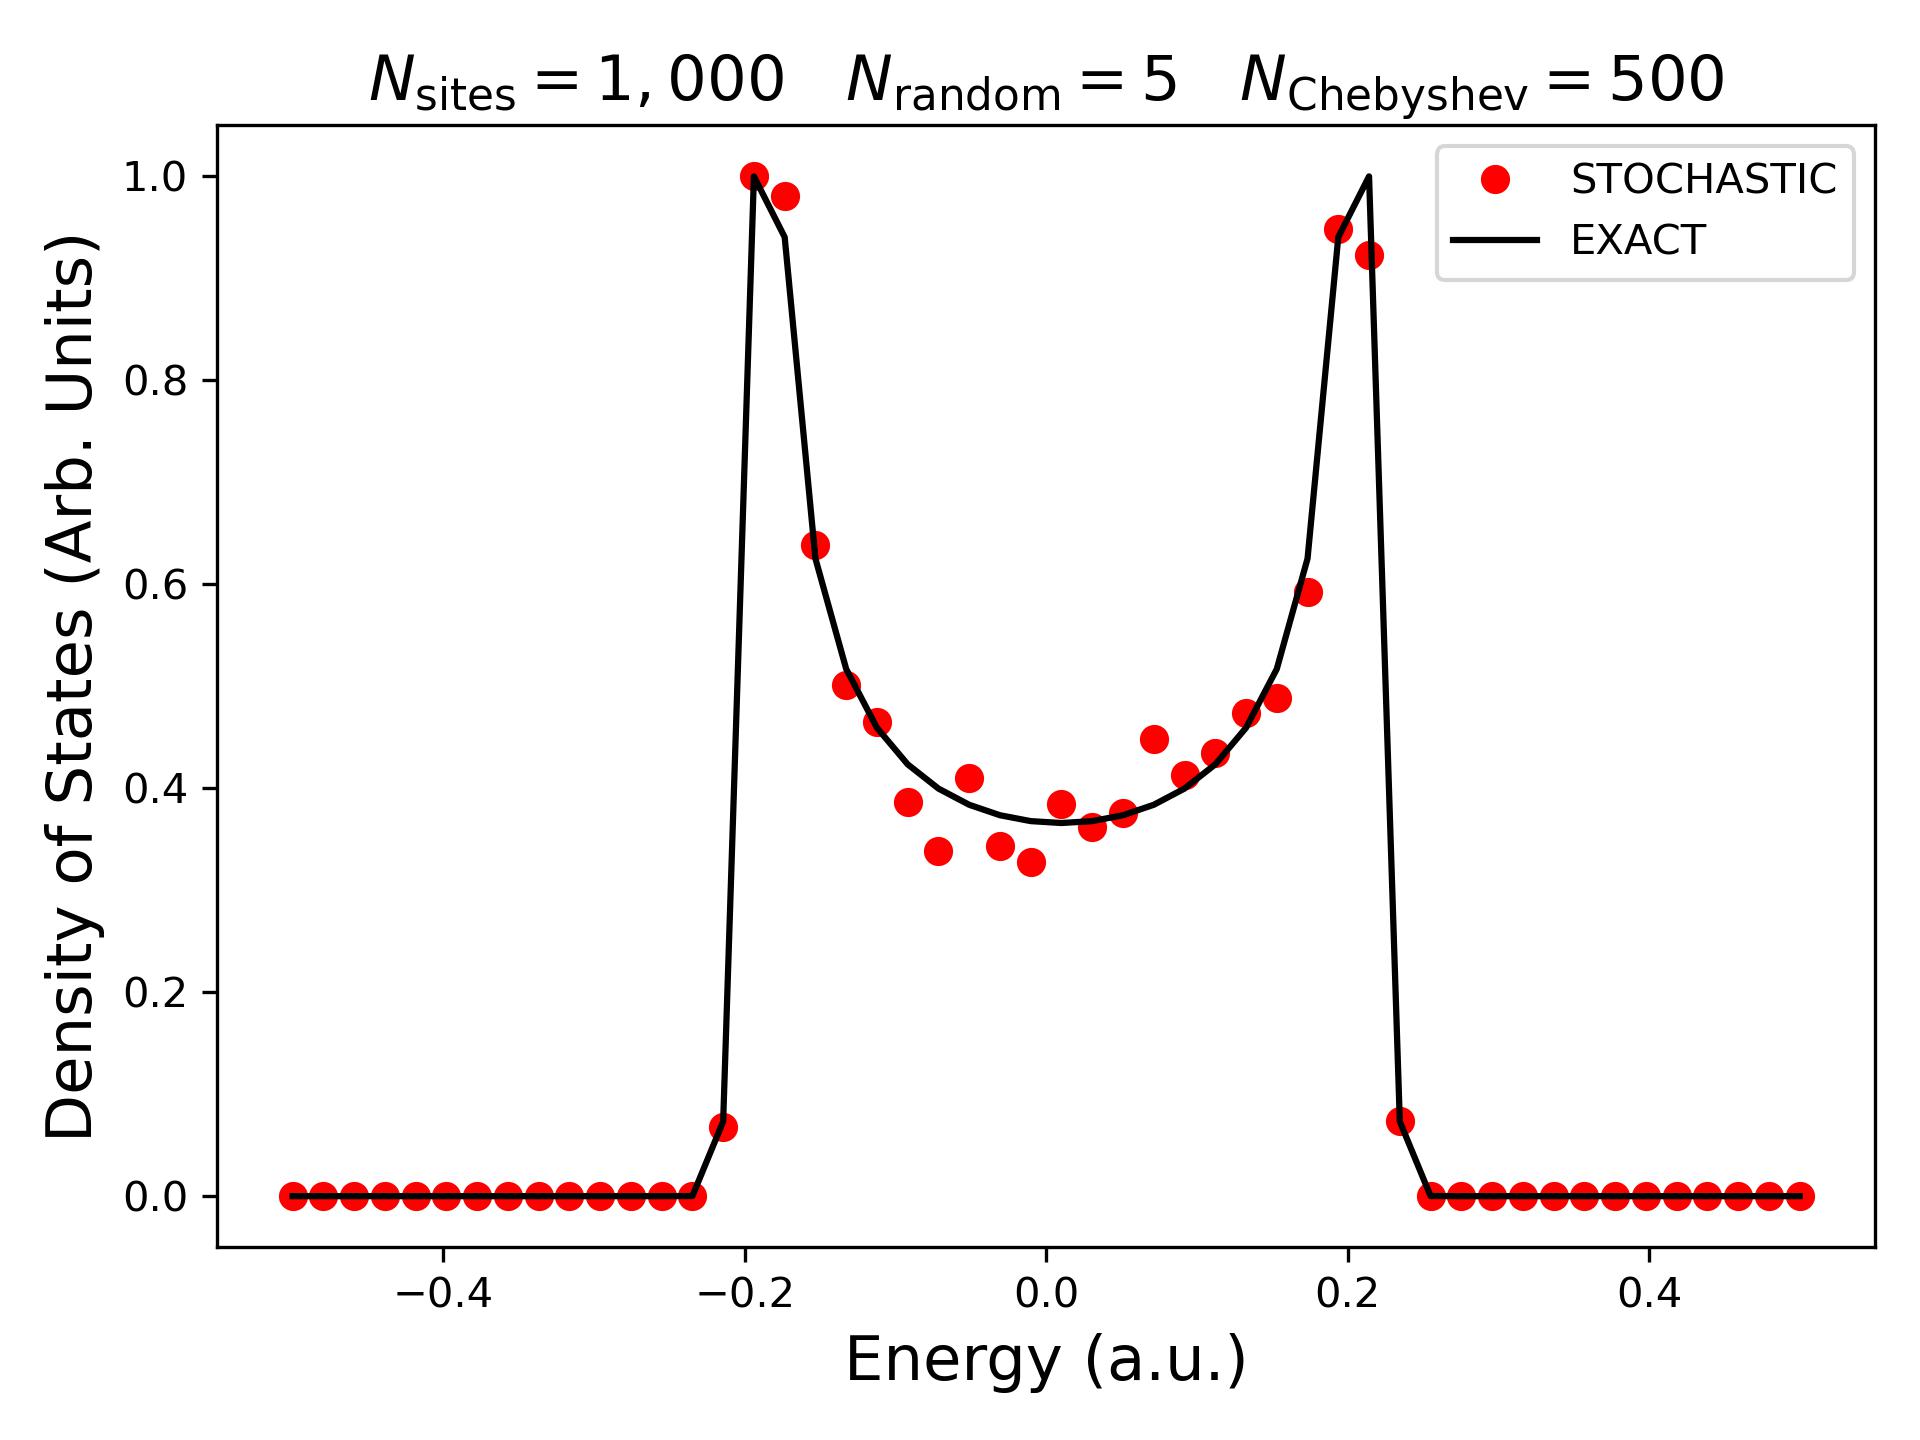 N_sites = 1,000 N_random = 5 N_Chebyshev = 500
STOCHASTIC
EXACT
Density of States (Arb. Units)
1.0
0.8
0.6
0.4
0.2
0.0
−0.4 −0.2 0.0 0.2 0.4
Energy (a.u.)